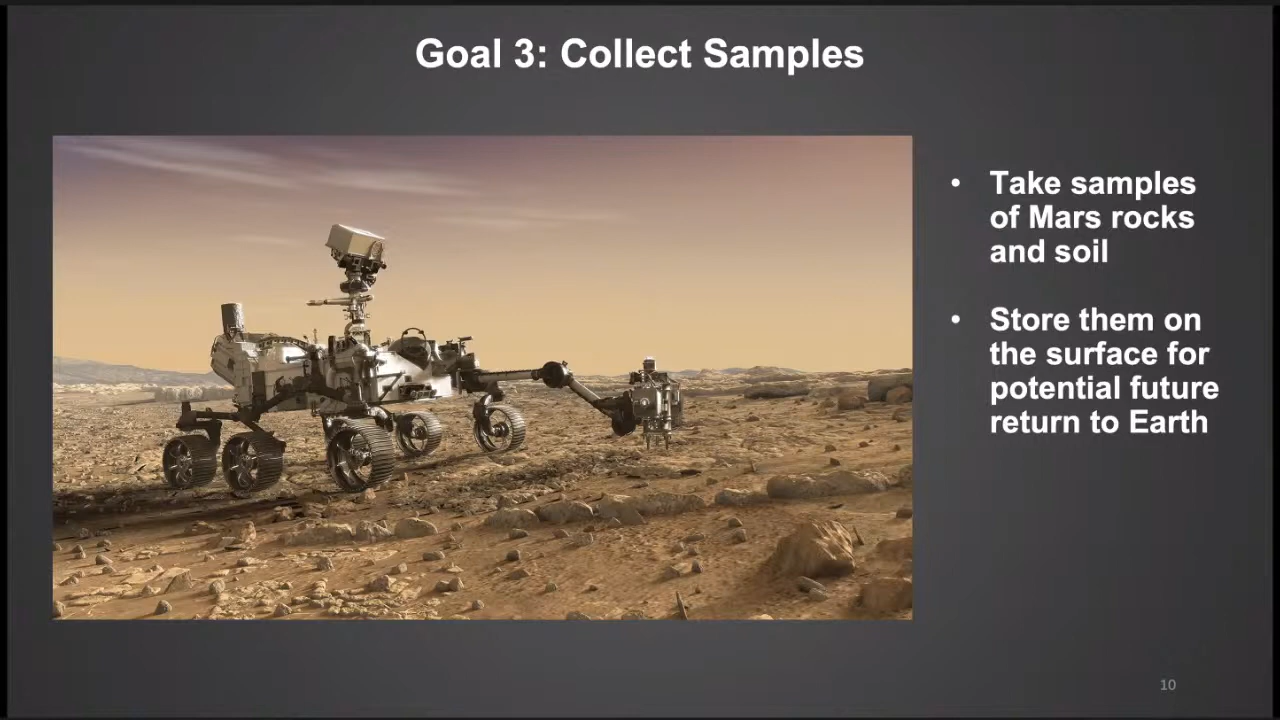 Goal 3: Collect Samples
• Take samples
of Mars rocks
and soil
• Store them on
the surface for
potential future
return to Earth
10